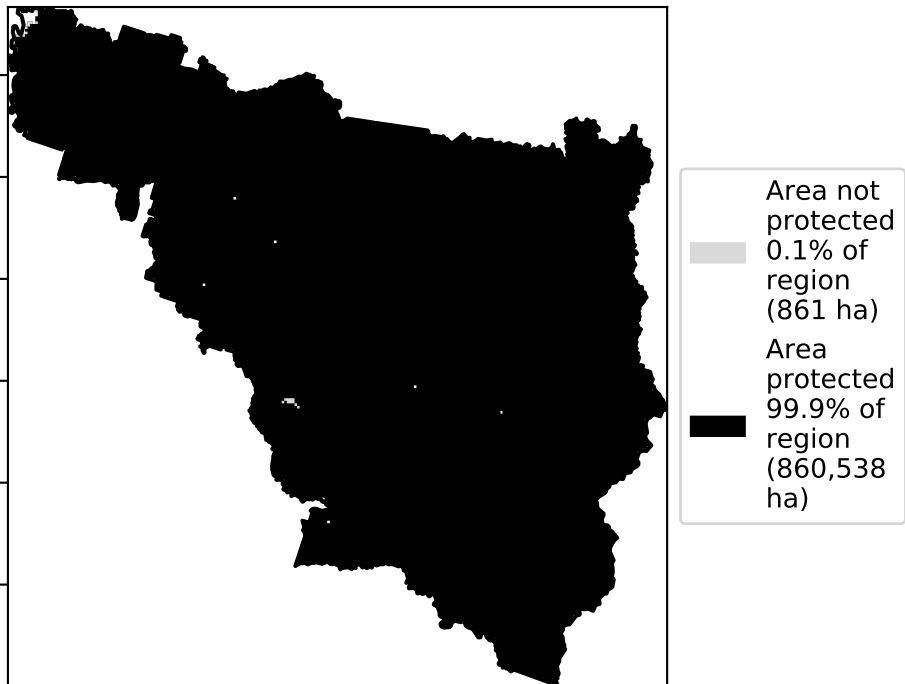 Area not
protected
0.1% of
region
(861 ha)
Area
protected
99.9% of
region
(860,538
ha)